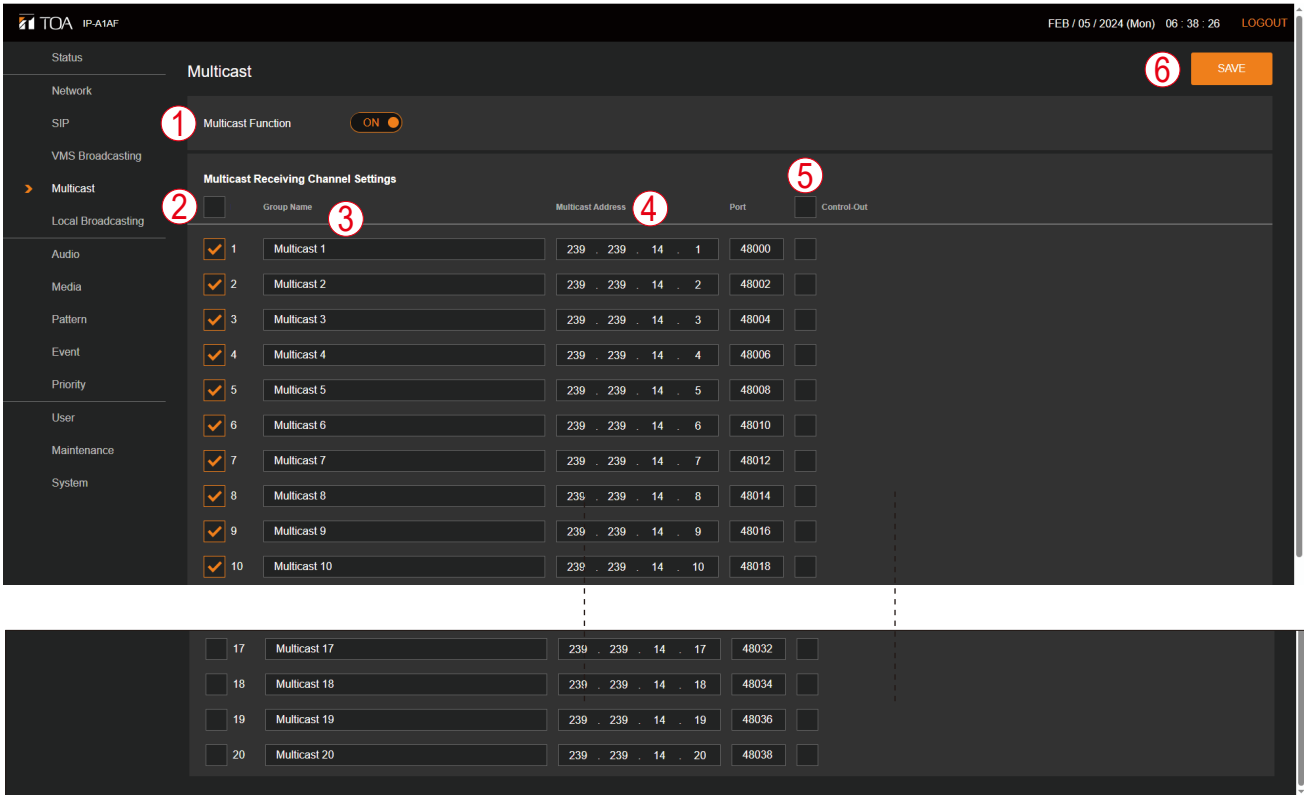 TOA IP-A1AF FEB / 05 / 2024 (Mon) 06 : 38 : 26 LOGOUT
Status
Network
SIP
VMS Broadcasting
Multicast
Local Broadcasting
Audio
Media
Pattern
Event
Priority
User
Maintenance
System
Multicast 6 SAVE
1 Multicast Function ON
Multicast Receiving Channel Settings 5
2 Group Name 3 Multicast Address 4 Port Control-Out
1 Multicast 1 239 . 239 . 14 . 1 48000
2 Multicast 2 239 . 239 . 14 . 2 48002
3 Multicast 3 239 . 239 . 14 . 3 48004
4 Multicast 4 239 . 239 . 14 . 4 48006
5 Multicast 5 239 . 239 . 14 . 5 48008
6 Multicast 6 239 . 239 . 14 . 6 48010
7 Multicast 7 239 . 239 . 14 . 7 48012
8 Multicast 8 239 . 239 . 14 . 8 48014
9 Multicast 9 239 . 239 . 14 . 9 48016
10 Multicast 10 239 . 239 . 14 . 10 48018
17 Multicast 17 239 . 239 . 14 . 17 48032
18 Multicast 18 239 . 239 . 14 . 18 48034
19 Multicast 19 239 . 239 . 14 . 19 48036
20 Multicast 20 239 . 239 . 14 . 20 48038